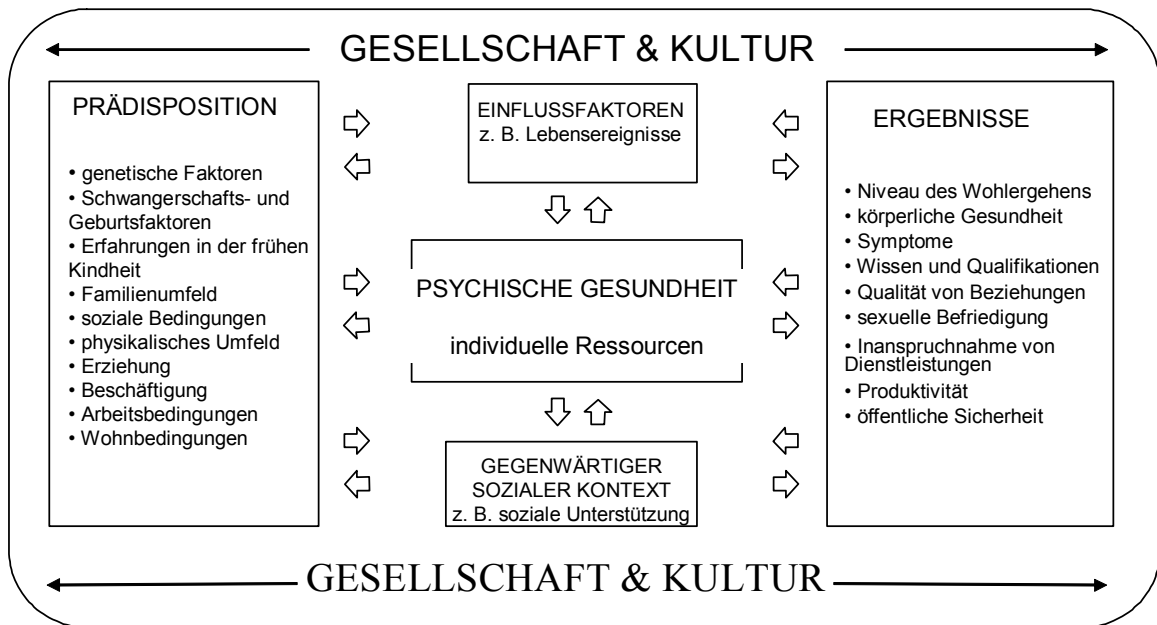 GESELLSCHAFT & KULTUR
PRÄDISPOSITION
• genetische Faktoren
• Schwangerschafts- und
Geburtsfaktoren
• Erfahrungen in der frühen
Kindheit
• Familienumfeld
• soziale Bedingungen
• physikalisches Umfeld
• Erziehung
• Beschäftigung
• Arbeitsbedingungen
• Wohnbedingungen
EINFLUSSFAKTOREN
z. B. Lebensereignisse
PSYCHISCHE GESUNDHEIT
individuelle Ressourcen
GEGENWÄRTIGER
SOZIALER KONTEXT
z. B. soziale Unterstützung
ERGEBNISSE
• Niveau des Wohlergehens
• körperliche Gesundheit
• Symptome
• Wissen und Qualifikationen
• Qualität von Beziehungen
• sexuelle Befriedigung
• Inanspruchnahme von
Dienstleistungen
• Produktivität
• öffentliche Sicherheit
GESELLSCHAFT & KULTUR